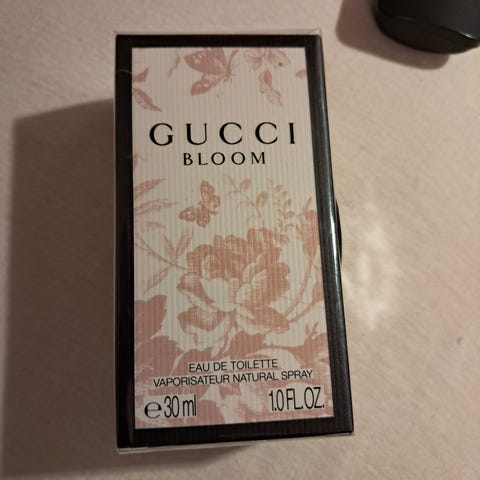 GUCCI
BLOOM
EAU DE TOILETTE
VAPORISATEUR NATURAL SPRAY
℮30 ml 1.0 FL.OZ.